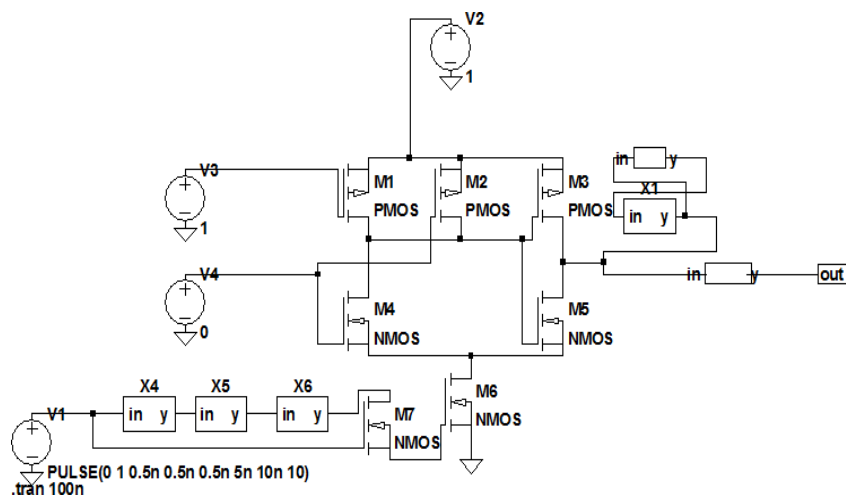 V2
1
V3
1
M1
PMOS
M2
PMOS
M3
PMOS
in
y
X1
in y
V4
0
in
y
out
M4
NMOS
M5
NMOS
X4
in y
X5
in y
X6
in y
M7
NMOS
M6
NMOS
V1
PULSE(0 1 0.5n 0.5n 0.5n 5n 10n 10)
.tran 100n